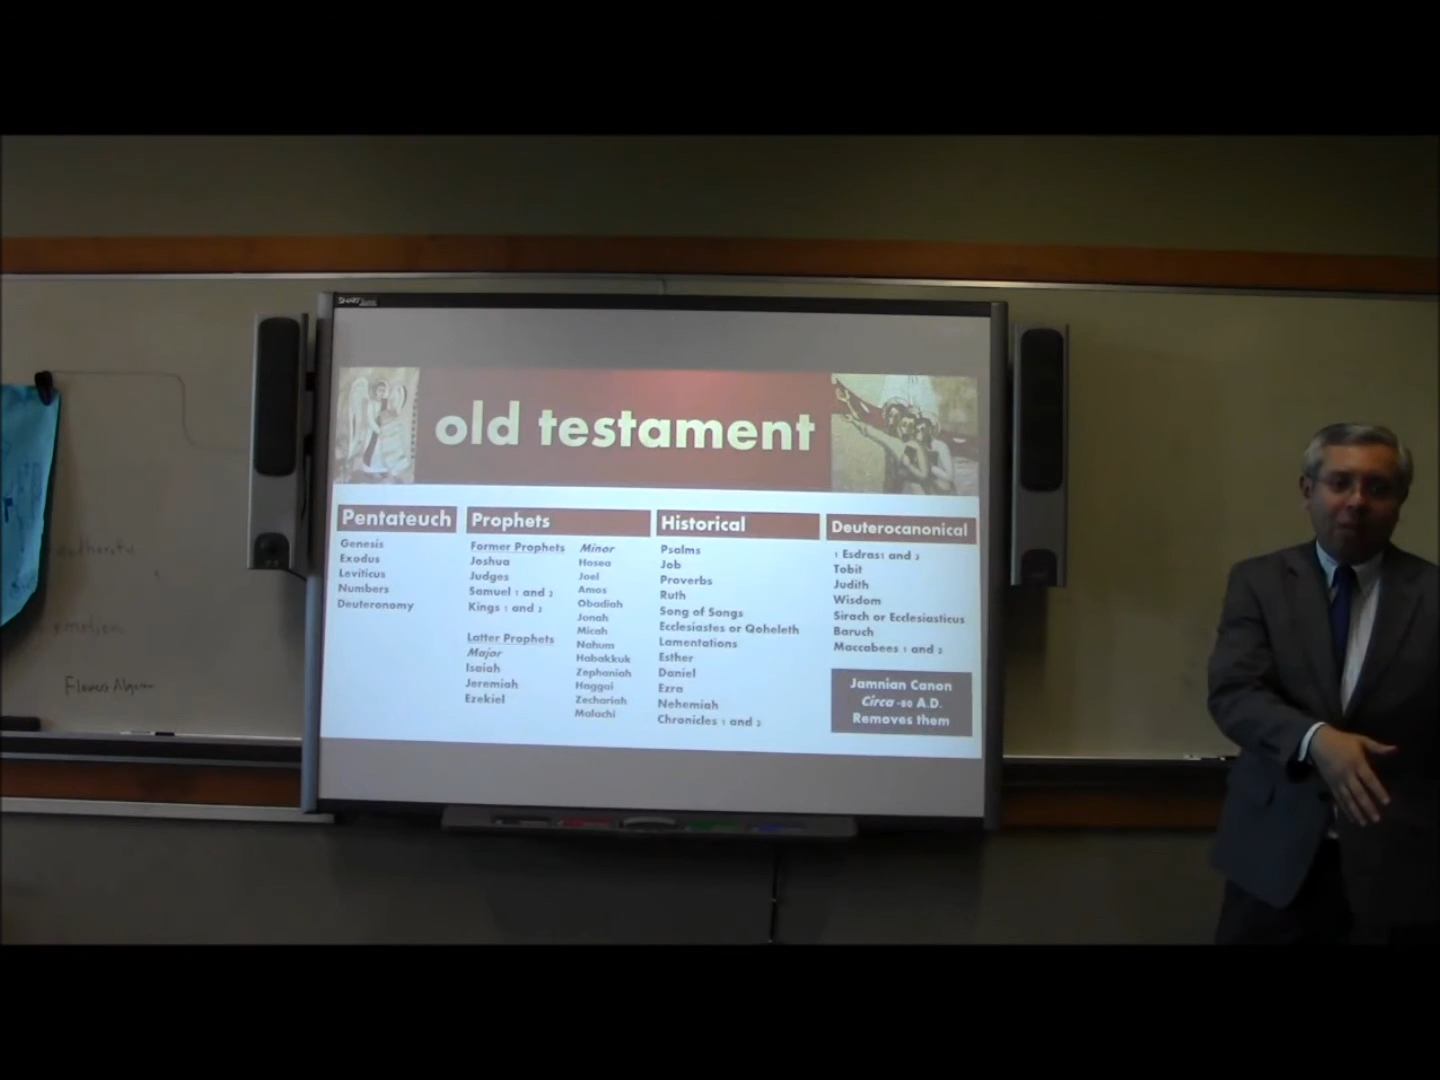 SMART
old testament
Pentateuch
Genesis
Exodus
Leviticus
Numbers
Deuteronomy
Prophets
Former Prophets
Joshua
Judges
Samuel 1 and 2
Kings 1 and 2
Latter Prophets
Major
Isaiah
Jeremiah
Ezekiel
Minor
Hosea
Joel
Amos
Obadiah
Jonah
Micah
Nahum
Habakkuk
Zephaniah
Haggai
Zechariah
Malachi
Historical
Psalms
Job
Proverbs
Ruth
Song of Songs
Ecclesiastes or Qoheleth
Lamentations
Esther
Daniel
Ezra
Nehemiah
Chronicles 1 and 2
Deuterocanonical
1 Esdras1 and 2
Tobit
Judith
Wisdom
Sirach or Ecclesiasticus
Baruch
Maccabees 1 and 2
Jamnian Canon
Circa -80 A.D.
Removes them